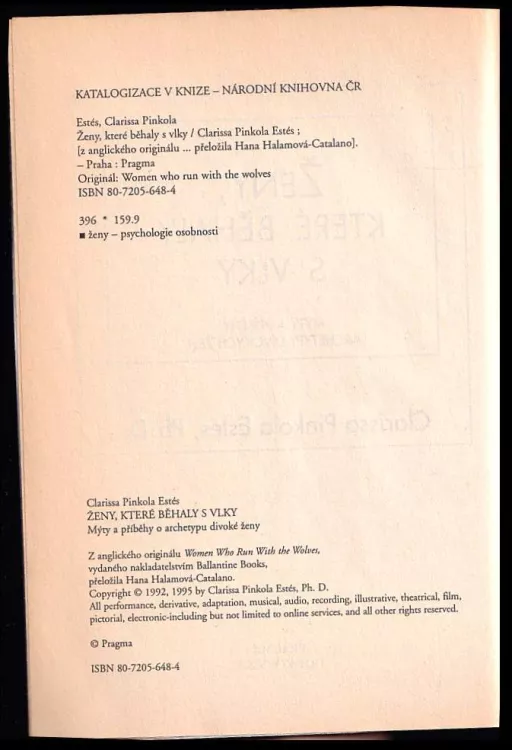 KATALOGIZACE V KNIZE – NÁRODNÍ KNIHOVNA ČR
Estés, Clarissa Pinkola
Ženy, které běhaly s vlky / Clarissa Pinkola Estés ;
[z anglického originálu ... přeložila Hana Halamová-Catalano].
– Praha : Pragma
Originál: Women who run with the wolves
ISBN 80-7205-648-4
396 * 159.9
■ ženy – psychologie osobnosti
Clarissa Pinkola Estés
ŽENY, KTERÉ BĚHALY S VLKY
Mýty a příběhy o archetypu divoké ženy
Z anglického originálu Women Who Run With the Wolves,
vydaného nakladatelstvím Ballantine Books,
přeložila Hana Halamová-Catalano.
Copyright © 1992, 1995 by Clarissa Pinkola Estés, Ph. D.
All performance, derivative, adaptation, musical, audio, recording, illustrative, theatrical, film,
pictorial, electronic-including but not limited to online services, and all other rights reserved.
© Pragma
ISBN 80-7205-648-4